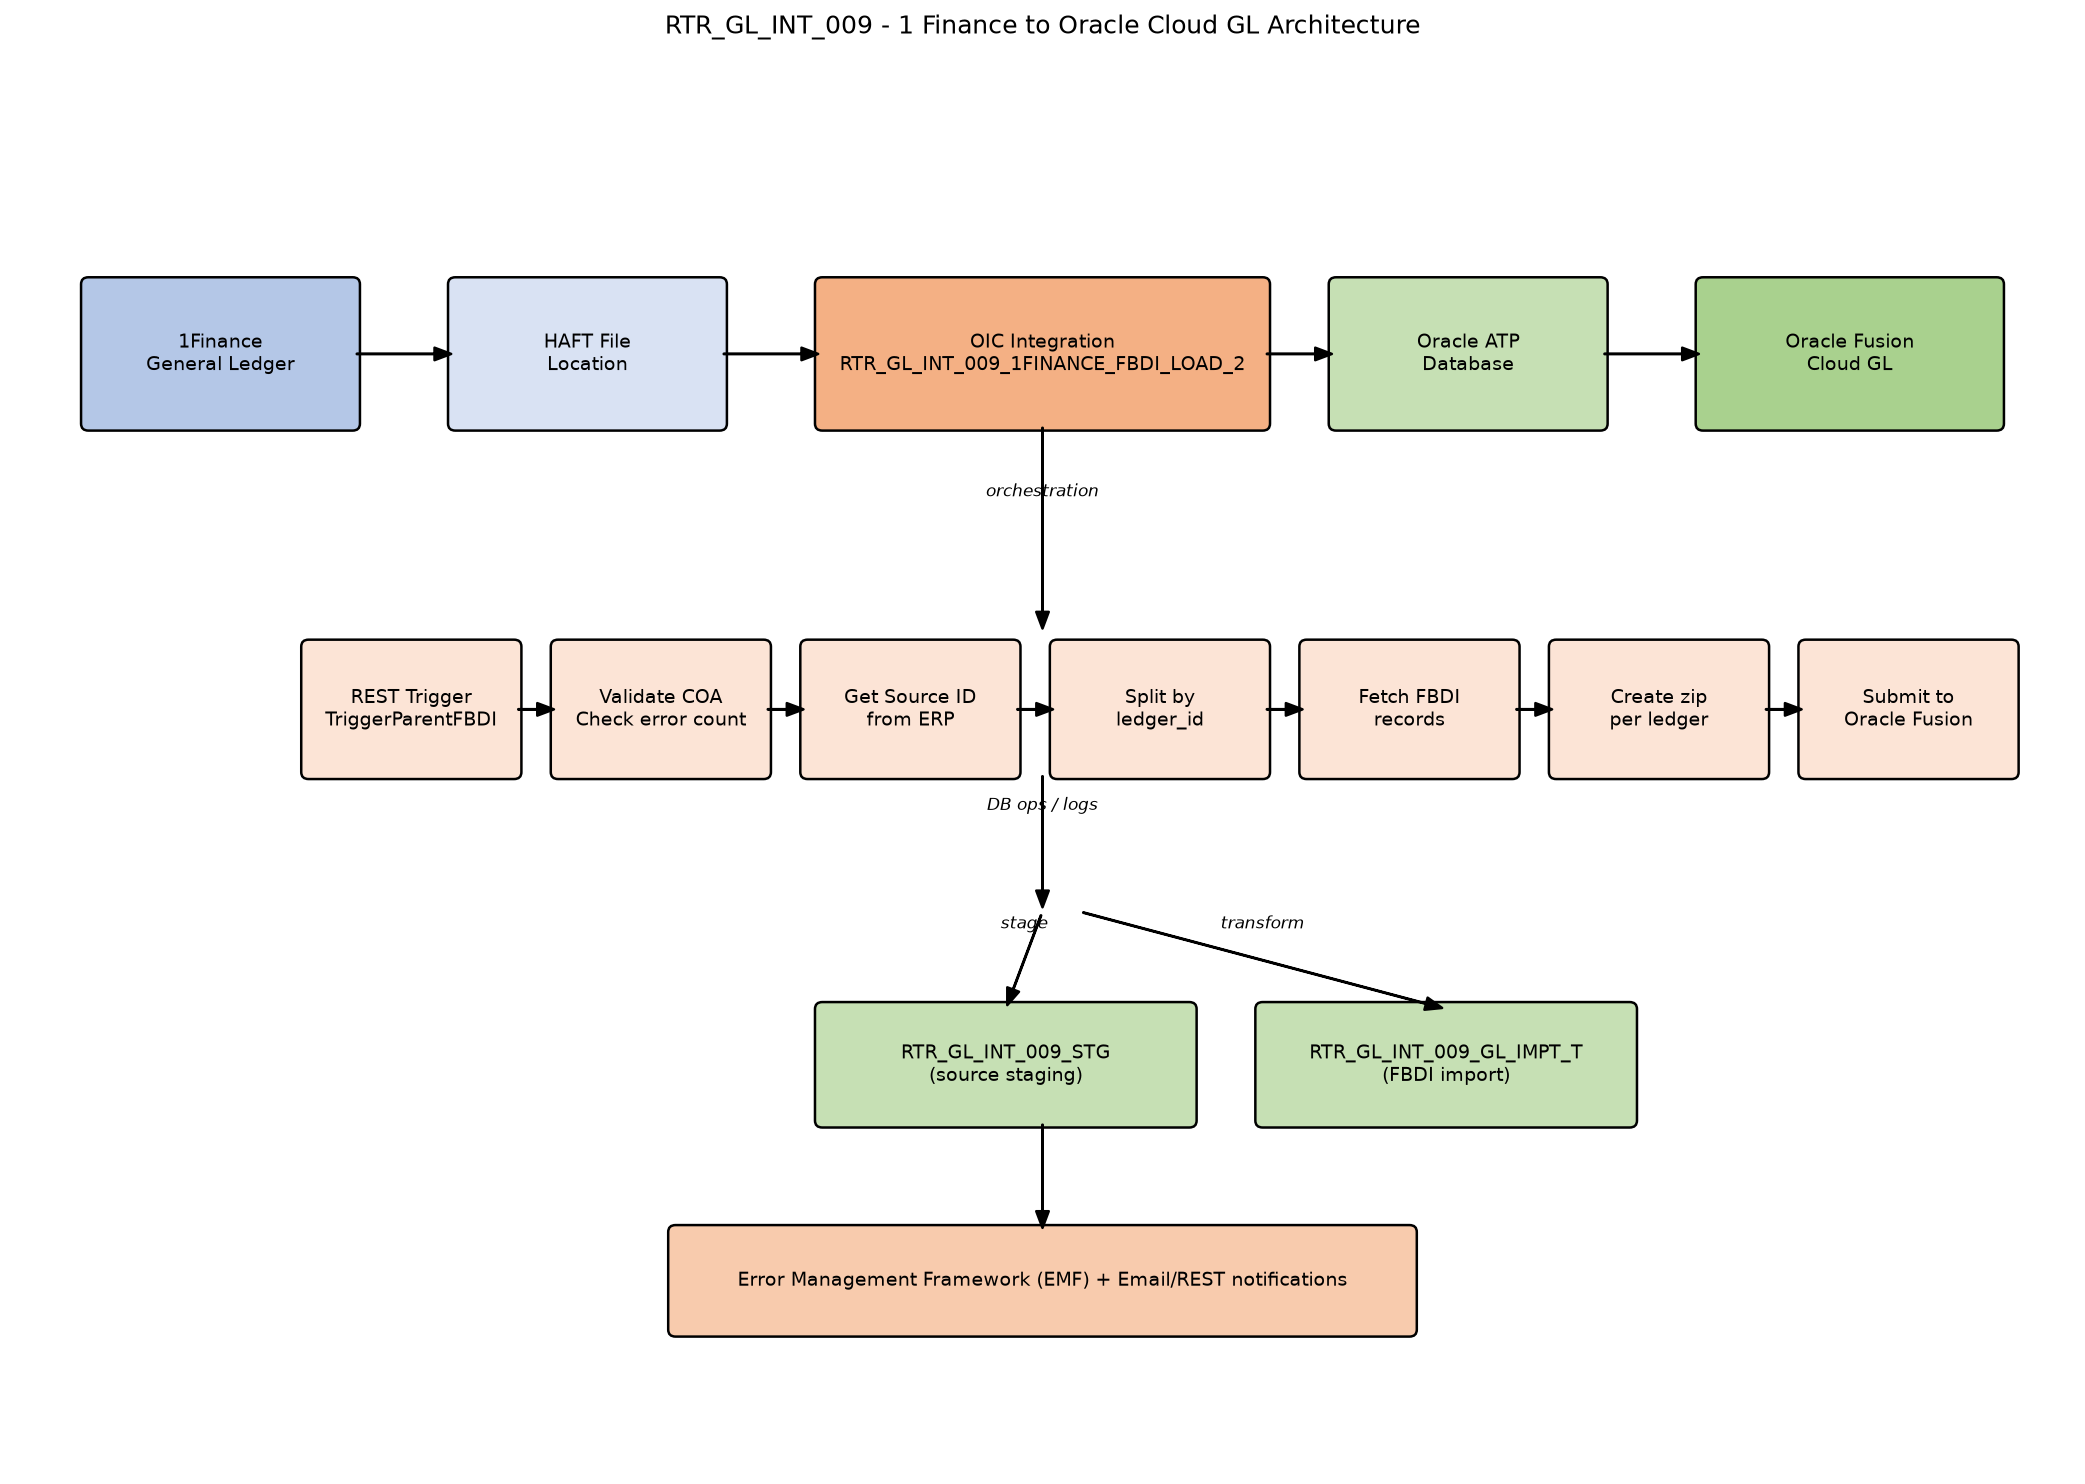 RTR_GL_INT_009 - 1 Finance to Oracle Cloud GL Architecture
1Finance
General Ledger
HAFT File
Location
OIC Integration
RTR_GL_INT_009_1FINANCE_FBDI_LOAD_2
Oracle ATP
Database
Oracle Fusion
Cloud GL
orchestration
REST Trigger
TriggerParentFBDI
Validate COA
Check error count
Get Source ID
from ERP
Split by
ledger_id
Fetch FBDI
records
Create zip
per ledger
Submit to
Oracle Fusion
DB ops / logs
stage
transform
RTR_GL_INT_009_STG
(source staging)
RTR_GL_INT_009_GL_IMPT_T
(FBDI import)
Error Management Framework (EMF) + Email/REST notifications